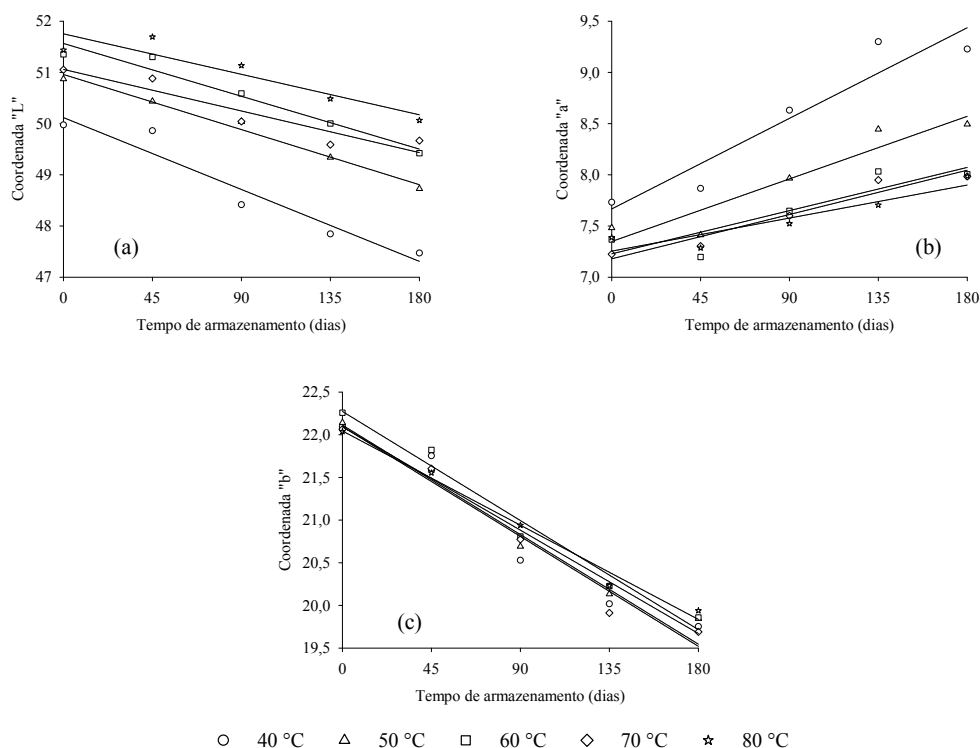 52
51
50
49
48
47
Coordenada "L"
(a)
0 45 90 135 180
Tempo de armazenamento (dias)
10,0
9,5
9,0
8,5
8,0
7,5
7,0
Coordenada "a"
(b)
0 45 90 135 180
Tempo de armazenamento (dias)
22,5
22,0
21,5
21,0
20,5
20,0
19,5
Coordenada "b"
(c)
0 45 90 135 180
Tempo de armazenamento (dias)
40 °C 50 °C 60 °C 70 °C 80 °C